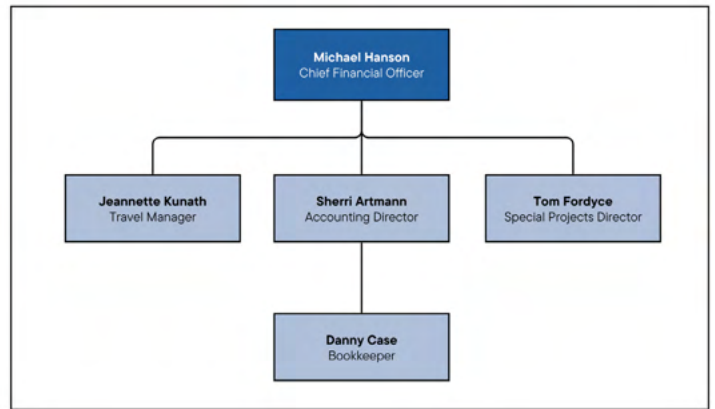 Michael Hanson
Chief Financial Officer
Jeannette Kunath
Travel Manager
Sherri Artmann
Accounting Director
Tom Fordyce
Special Projects Director
Danny Case
Bookkeeper